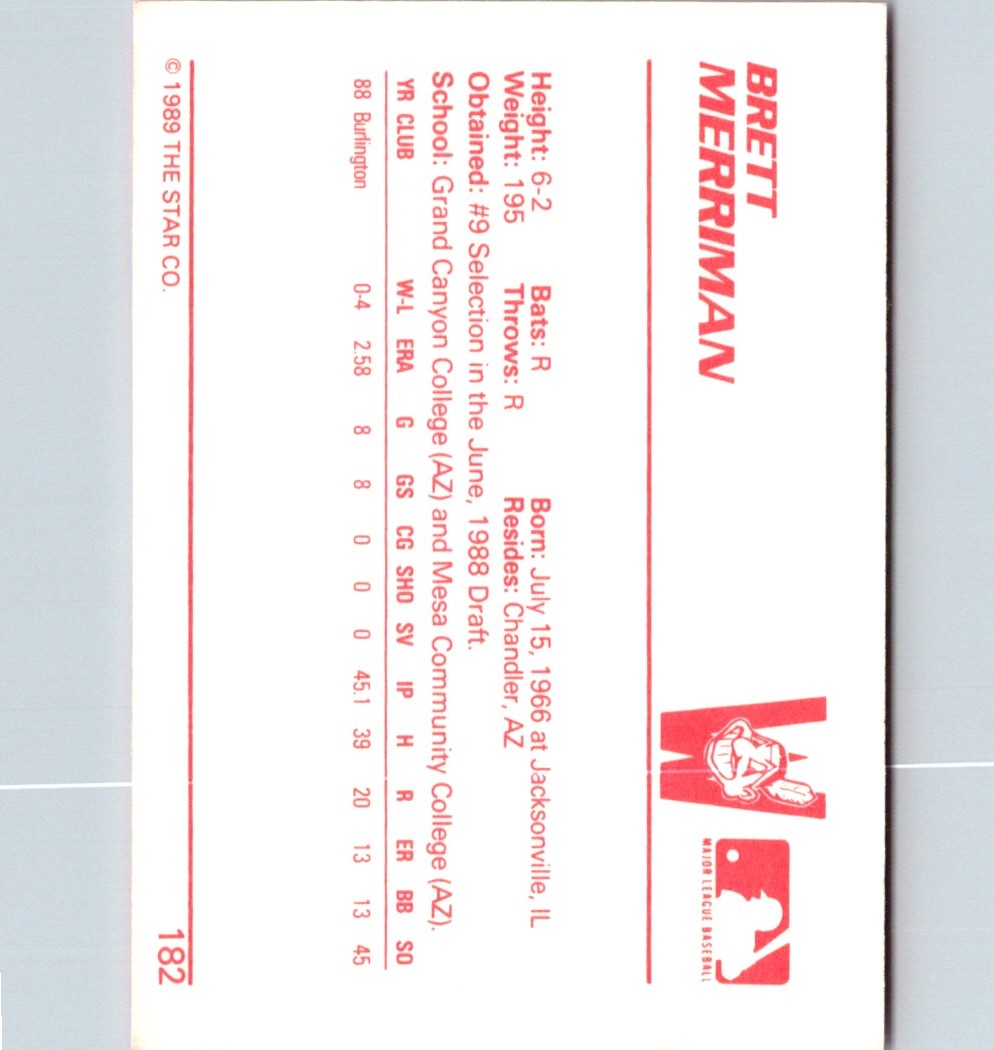 BRETT
MERRIMAN
MAJOR LEAGUE BASEBALL
Height: 6-2 Bats: R Born: July 15, 1966 at Jacksonville, IL
Weight: 195 Throws: R Resides: Chandler, AZ
Obtained: #9 Selection in the June, 1988 Draft.
School: Grand Canyon College (AZ) and Mesa Community College (AZ).
YR CLUB W-L ERA G GS CG SHO SV IP H R ER BB SO
88 Burlington 0-4 2.58 8 8 0 0 0 45.1 39 20 13 13 45
© 1989 THE STAR CO. 182